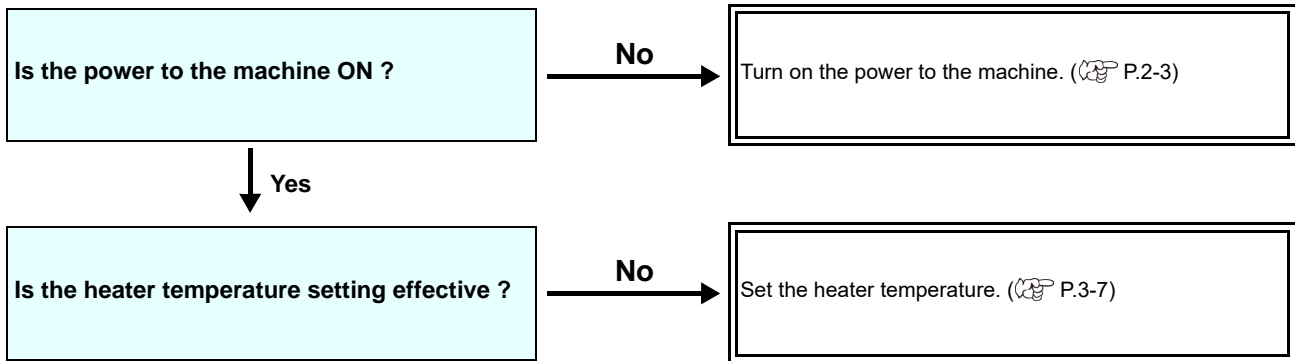 Is the power to the machine ON ?
No
Turn on the power to the machine. ( P.2-3)
Yes
Is the heater temperature setting effective ?
No
Set the heater temperature. ( P.3-7)